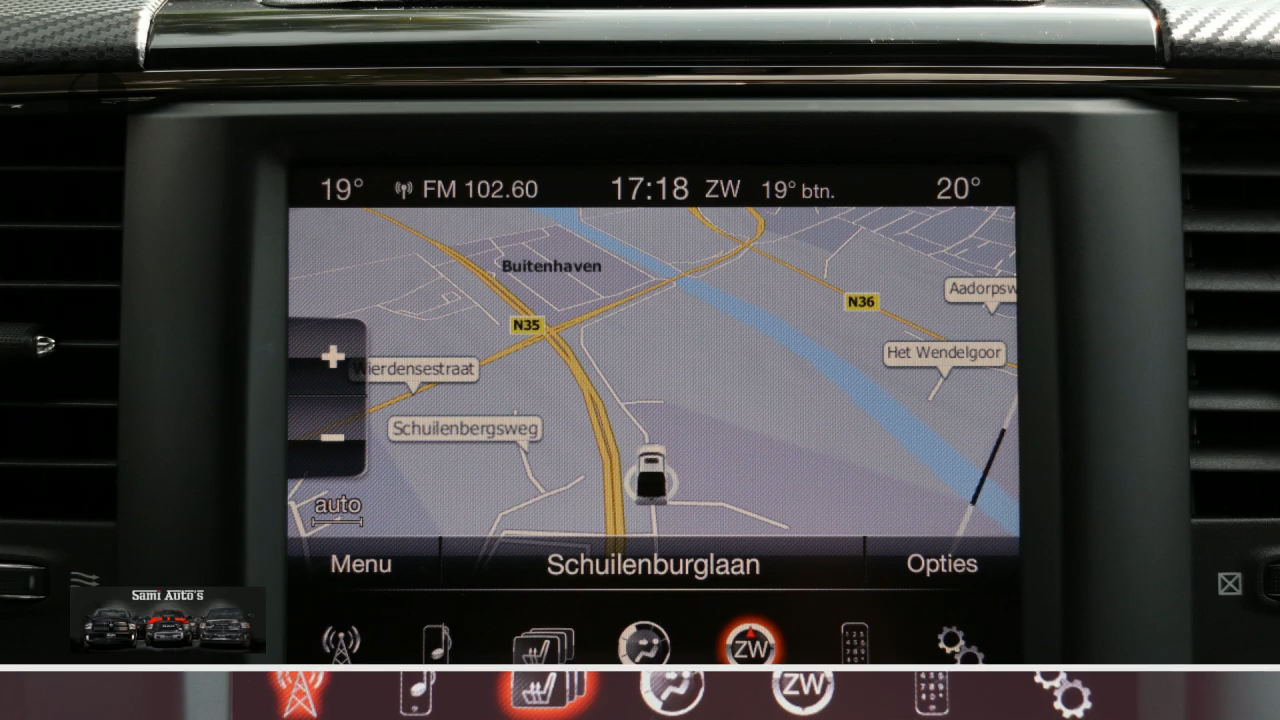 19° FM 102.60 17:18 ZW 19° btn. 20°
Buitenhaven
N35
N36
Aadorpsw
Het Wendelgoor
Wierdensestraat
Schuilenbergsweg
+
−
auto
Menu Schuilenburglaan Opties
Sami Auto's
ZW
ZW